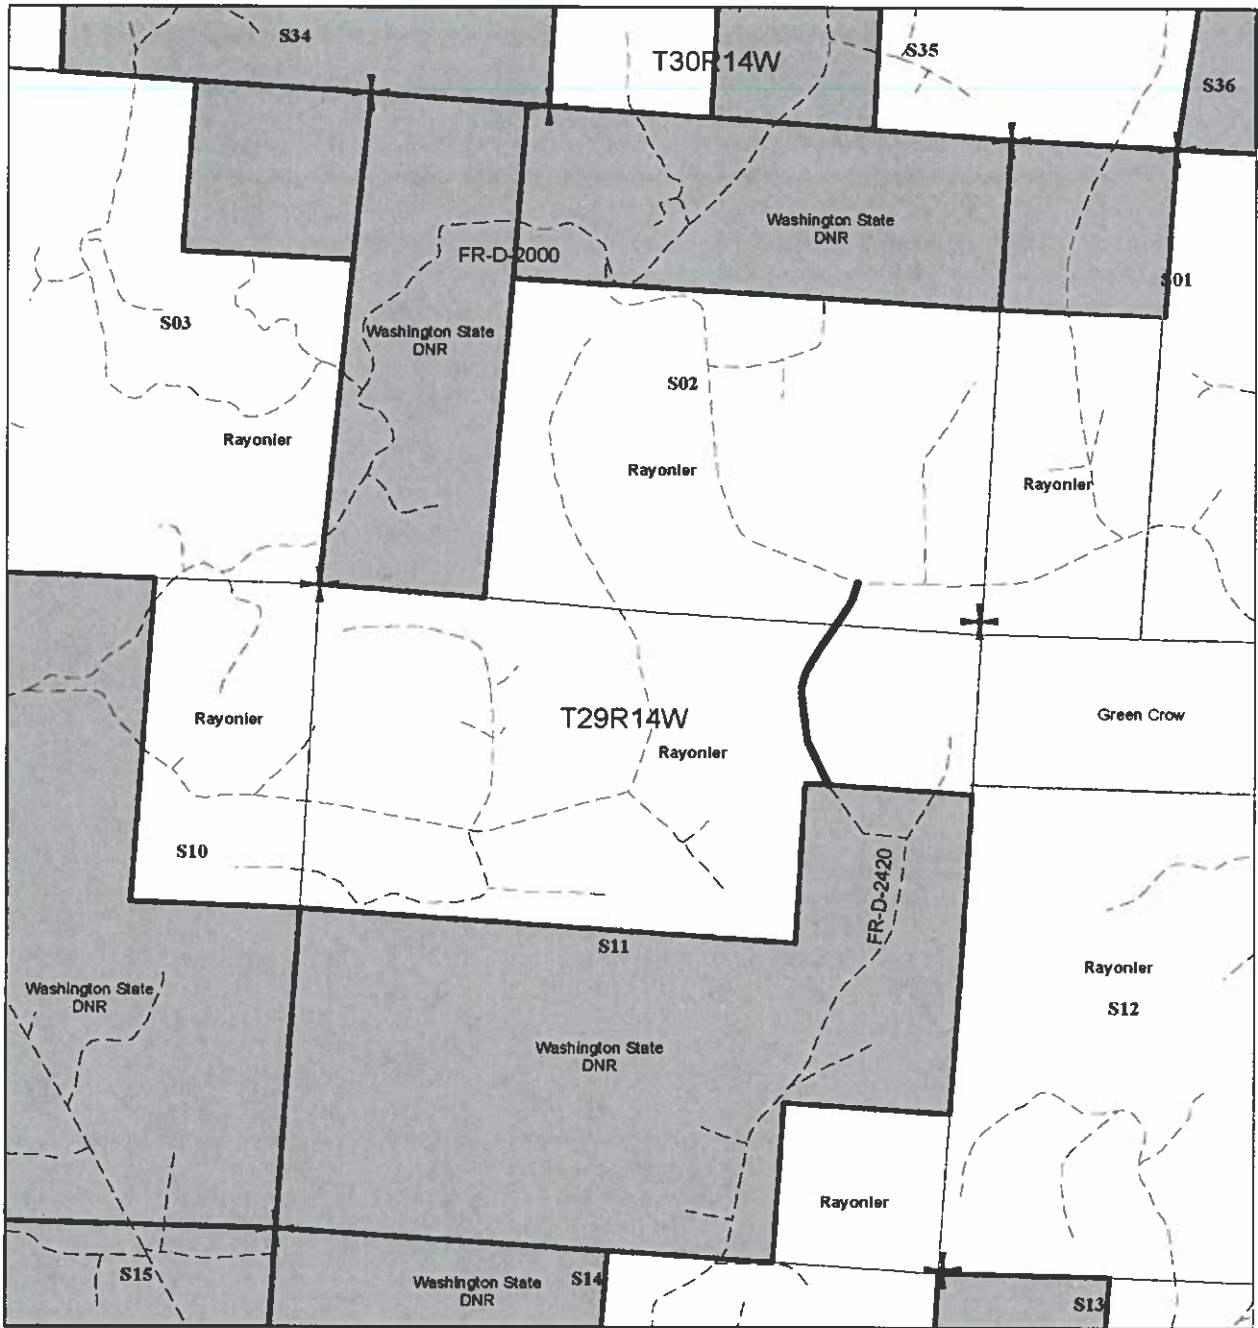 S34
S35
T30R14W
S36
Washington State
DNR
FR-D-2000
S01
S03
Washington State
DNR
S02
Rayonier
Rayonier
Rayonier
Rayonier
T29R14W
Green Crow
Rayonier
S10
FR-D-2420
S11
Rayonier
Washington State
DNR
S12
Washington State
DNR
Rayonier
S15
Washington State
DNR
S14
S13